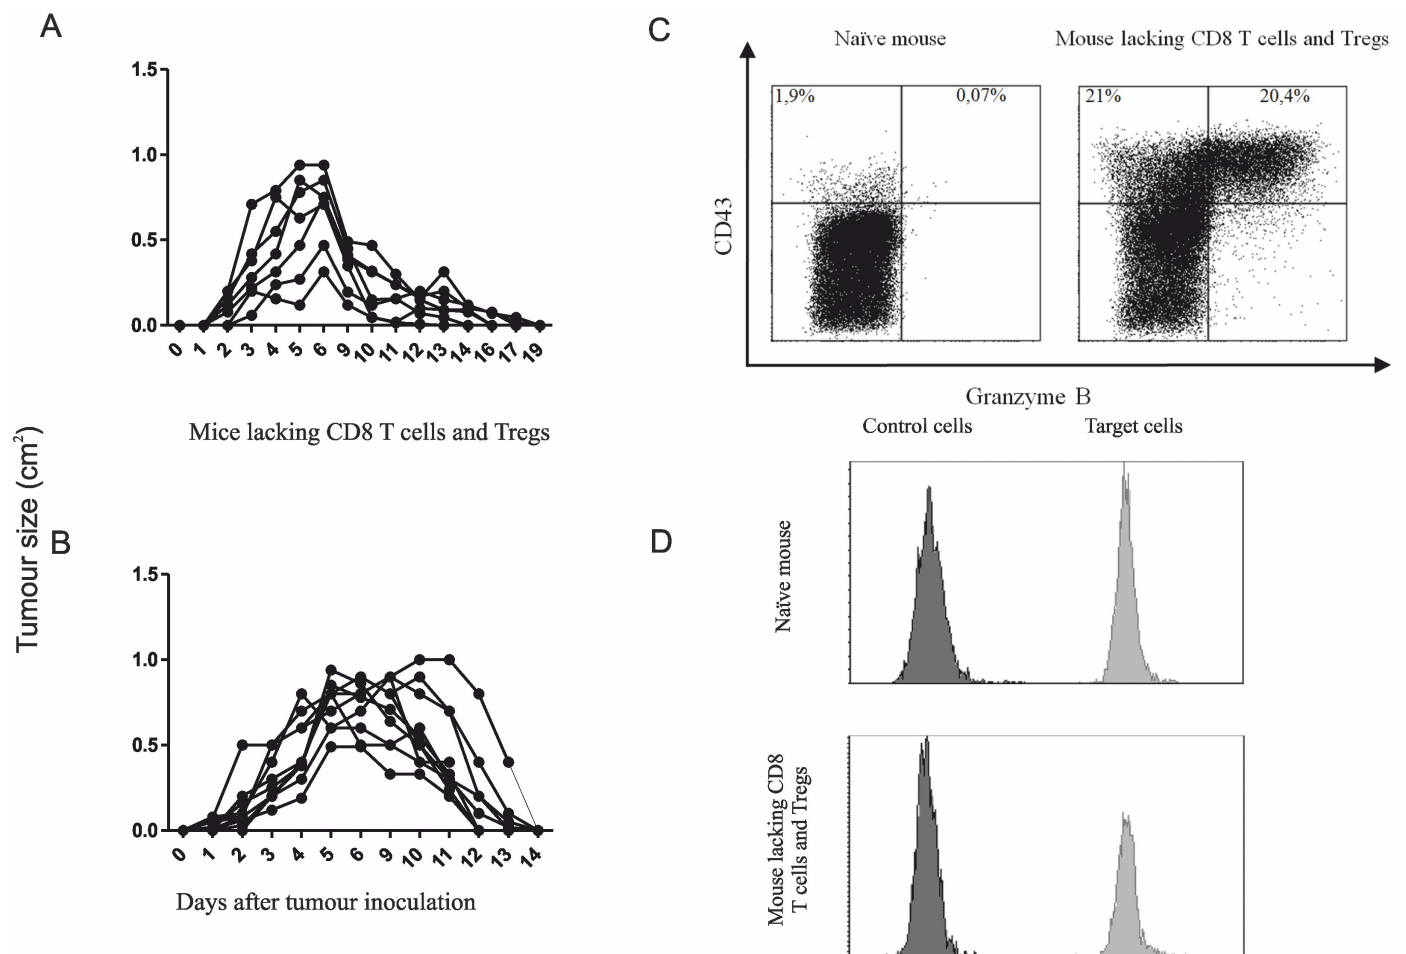 A
1.5
1.0
0.5
0.0
0 1 2 3 4 5 6 9 10 11 12 13 14 16 17 19
Mice lacking CD8 T cells and Tregs
Tumour size (cm²)
B
1.5
1.0
0.5
0.0
0 1 2 3 4 5 6 9 10 11 12 13 14
Days after tumour inoculation
C
Naïve mouse
Mouse lacking CD8 T cells and Tregs
1,9%
0,07%
21%
20,4%
CD43
Granzyme B
D
Control cells
Target cells
Naïve mouse
Mouse lacking CD8
T cells and Tregs